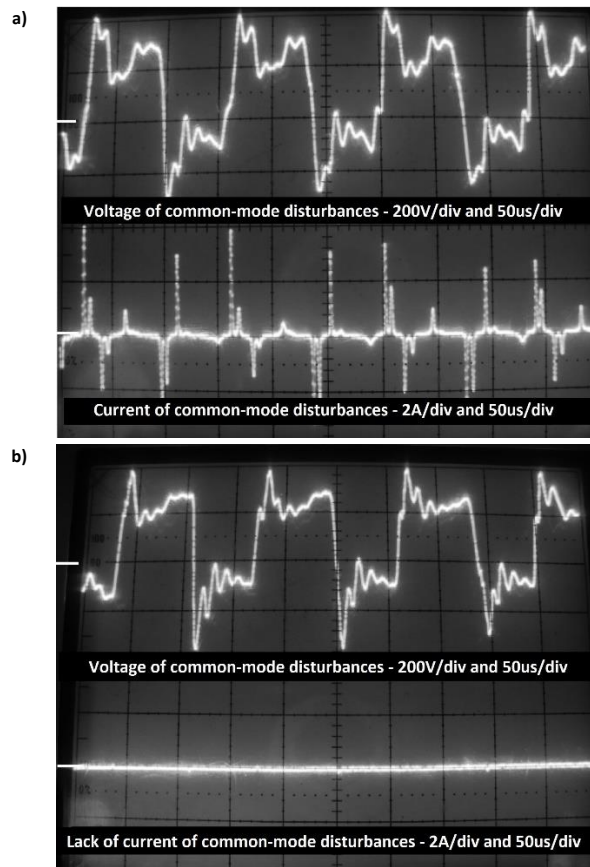 a)
100
Voltage of common-mode disturbances - 200V/div and 50us/div
Current of common-mode disturbances - 2A/div and 50us/div
b)
100
Voltage of common-mode disturbances - 200V/div and 50us/div
Lack of current of common-mode disturbances - 2A/div and 50us/div